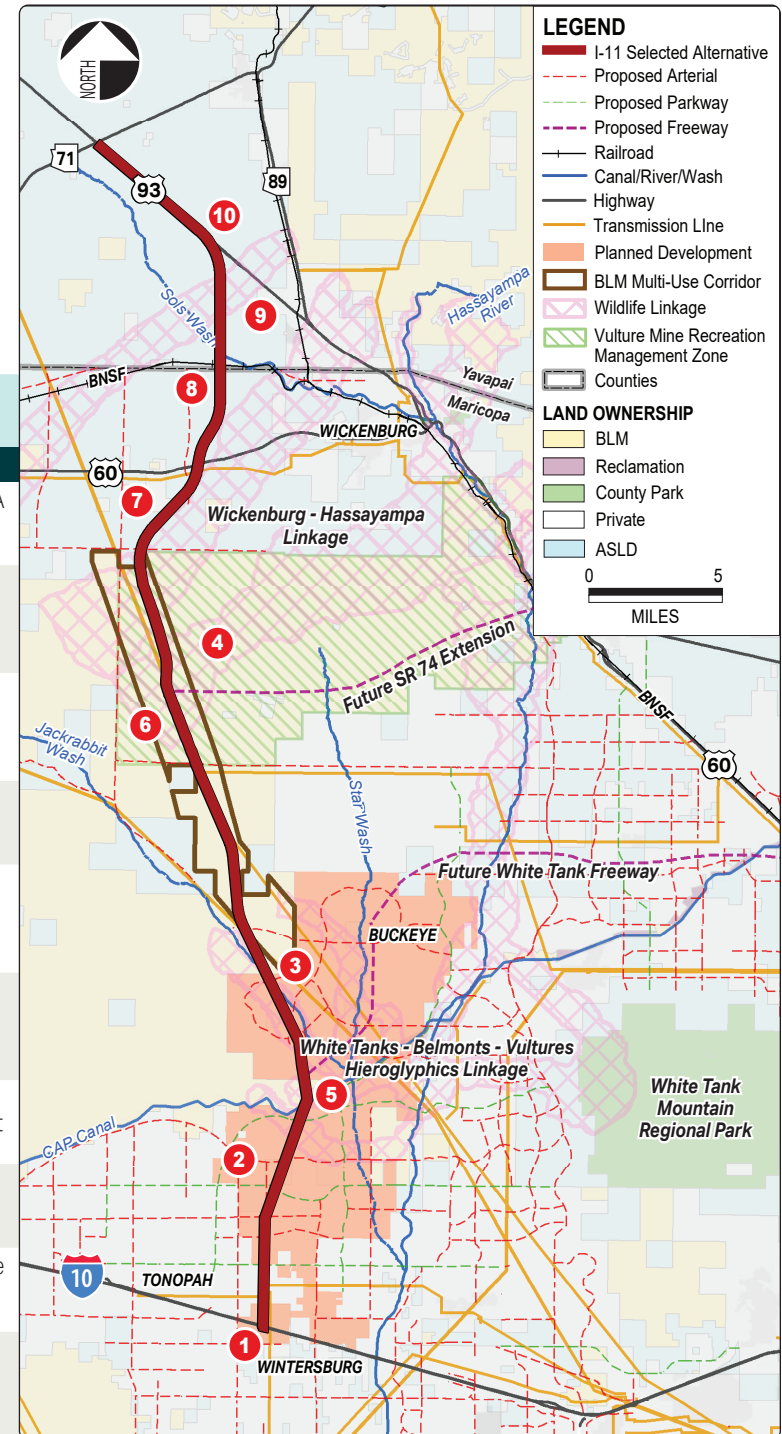 NORTH
71
93
89
10
Sols Wash
9
Hassayampa
River
BNSF
8
Yavapai
Maricopa
WICKENBURG
60
7
Wickenburg - Hassayampa
Linkage
4
Future SR 74 Extension
6
Jackrabbit
Wash
Star Wash
BNSF
60
Future White Tank Freeway
BUCKEYE
3
White Tanks - Belmonts - Vultures
Hieroglyphics Linkage
5
White Tank
Mountain
Regional Park
CAP Canal
2
10
TONOPAH
1
WINTERSBURG
LEGEND
I-11 Selected Alternative
Proposed Arterial
Proposed Parkway
Proposed Freeway
Railroad
Canal/River/Wash
Highway
Transmission LIne
Planned Development
BLM Multi-Use Corridor
Wildlife Linkage
Vulture Mine Recreation
Management Zone
Counties
LAND OWNERSHIP
BLM
Reclamation
County Park
Private
ASLD
0 5
MILES